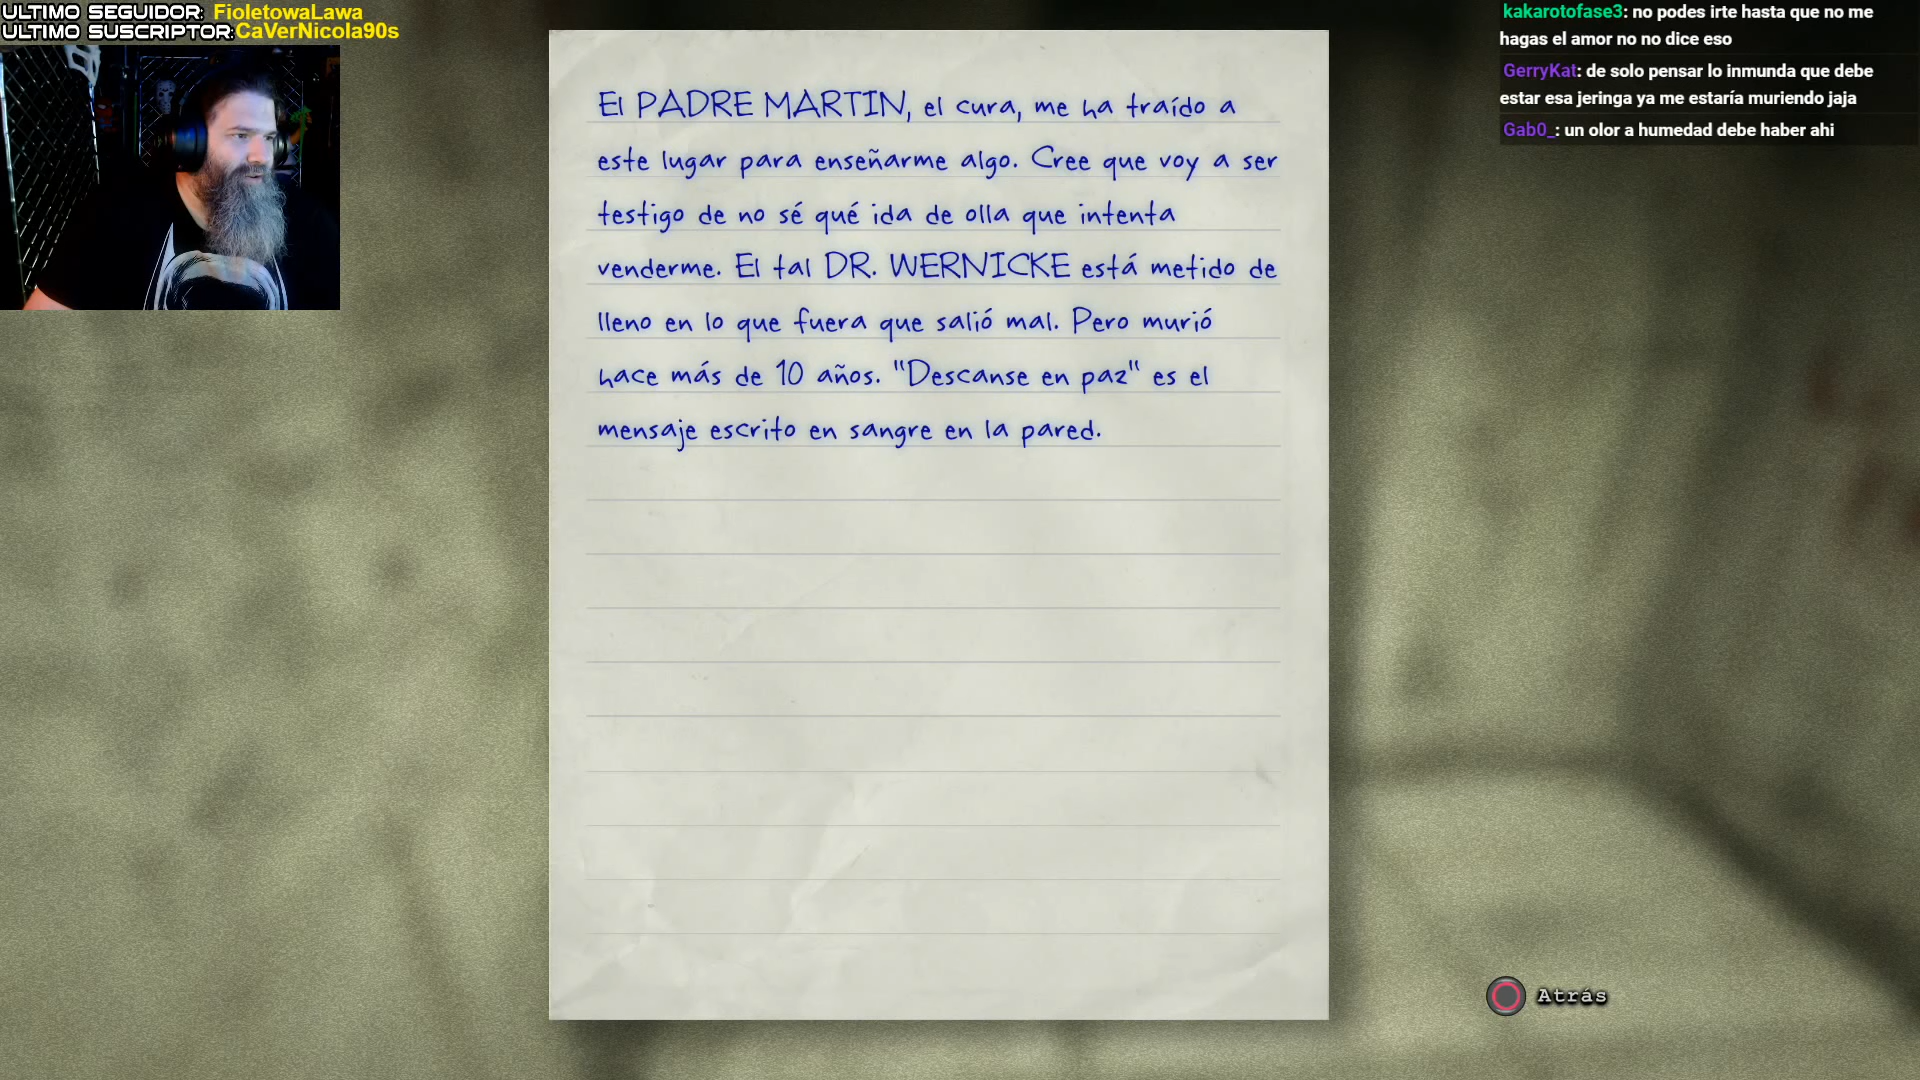 ULTIMO SEGUIDOR: FioletowaLawa
ULTIMO SUSCRIPTOR:CaVerNicola90s
El PADRE MARTIN, el cura, me ha traído a
este lugar para enseñarme algo. Cree que voy a ser
testigo de no sé qué ida de olla que intenta
venderme. El tal DR. WERNICKE está metido de
lleno en lo que fuera que salió mal. Pero murió
hace más de 10 años. "Descanse en paz" es el
mensaje escrito en sangre en la pared.
kakarotofase3: no podes irte hasta que no me
hagas el amor no no dice eso
GerryKat: de solo pensar lo inmunda que debe
estar esa jeringa ya me estaría muriendo jaja
Gab0_: un olor a humedad debe haber ahi
Atrás